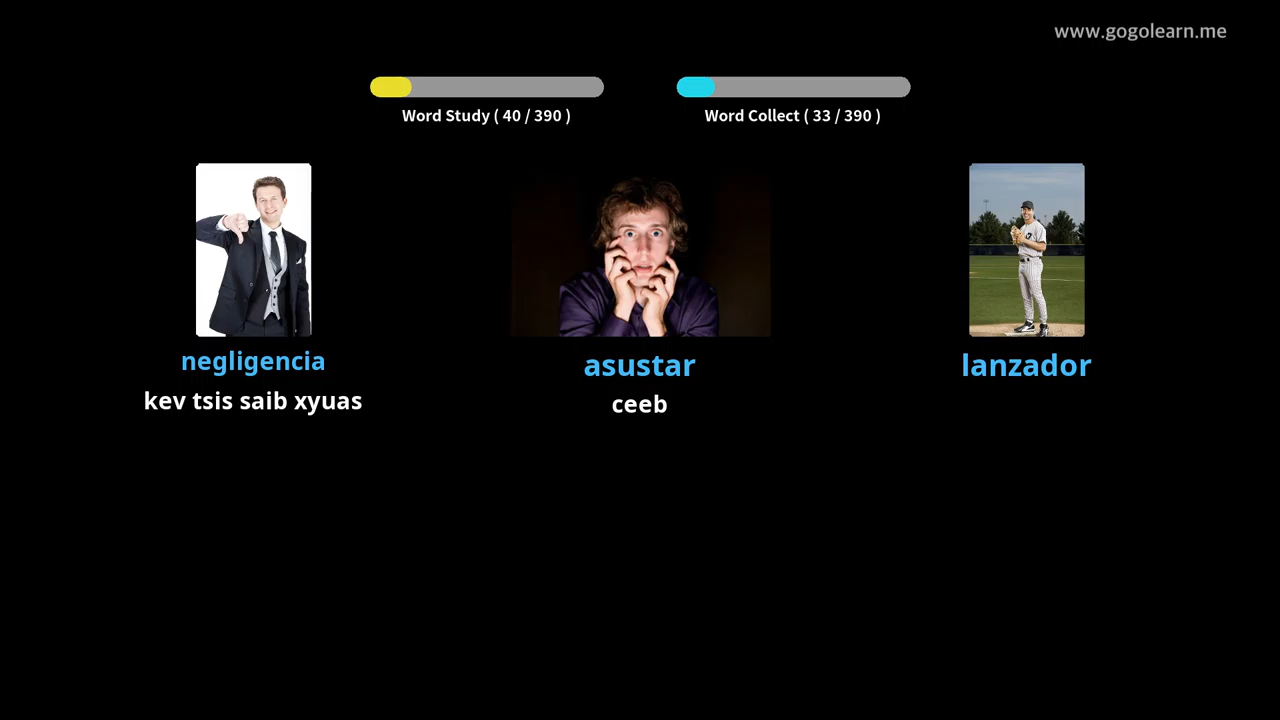 www.gogolearn.me
Word Study ( 40 / 390 )
Word Collect ( 33 / 390 )
negligencia
kev tsis saib xyuas
asustar
ceeb
lanzador